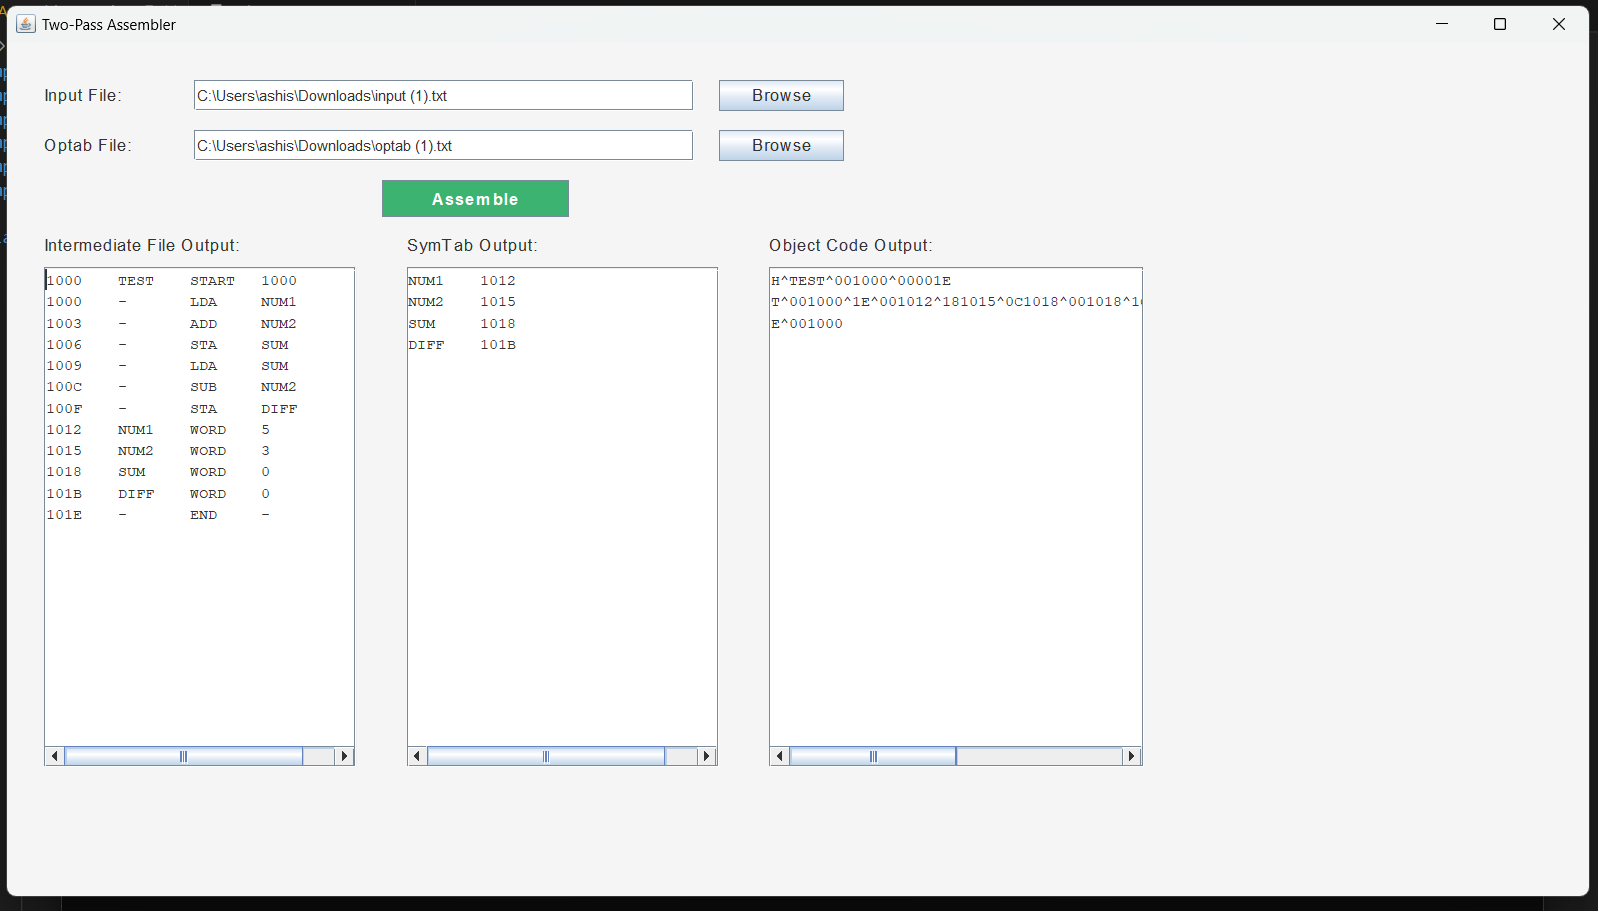 Two-Pass Assembler
Input File: C:\Users\ashis\Downloads\input (1).txt Browse
Optab File: C:\Users\ashis\Downloads\optab (1).txt Browse
Assemble
Intermediate File Output:
1000 TEST START 1000
1000 - LDA NUM1
1003 - ADD NUM2
1006 - STA SUM
1009 - LDA SUM
100C - SUB NUM2
100F - STA DIFF
1012 NUM1 WORD 5
1015 NUM2 WORD 3
1018 SUM WORD 0
101B DIFF WORD 0
101E - END -
SymTab Output:
NUM1 1012
NUM2 1015
SUM 1018
DIFF 101B
Object Code Output:
H^TEST^001000^00001E
T^001000^1E^001012^181015^0C1018^001018^1
E^001000